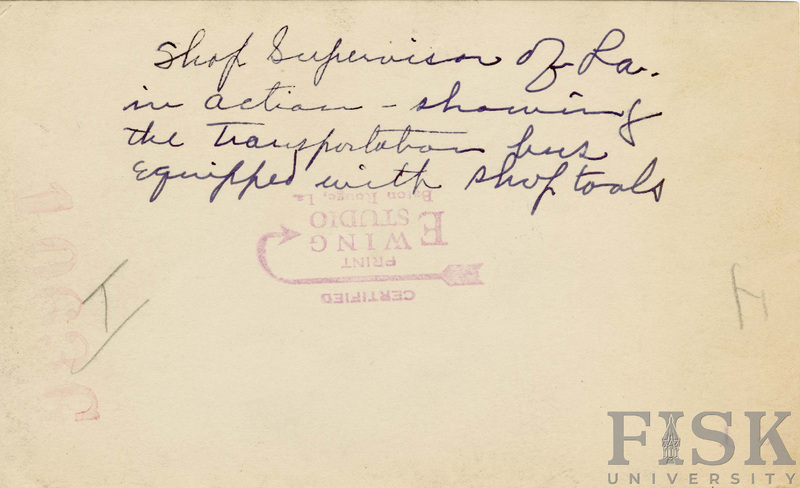 Shop Supervisor of La.
in action - showing
the Transportation bus
Equipped with shop tools
CERTIFIED
PRINT
EWING
STUDIO
Baton Rouge, La.
FISK
UNIVERSITY